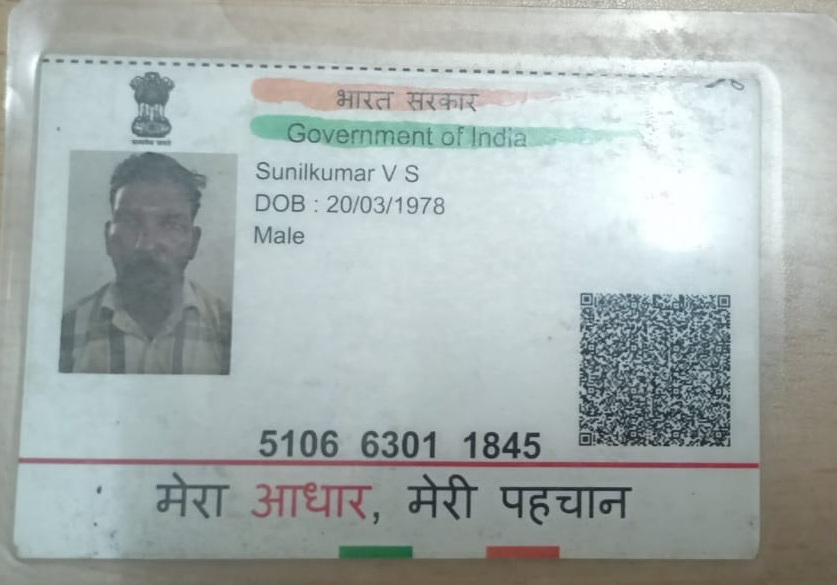 भारत सरकार
Government of India
Sunilkumar V S
DOB : 20/03/1978
Male
5106 6301 1845
मेरा आधार, मेरी पहचान